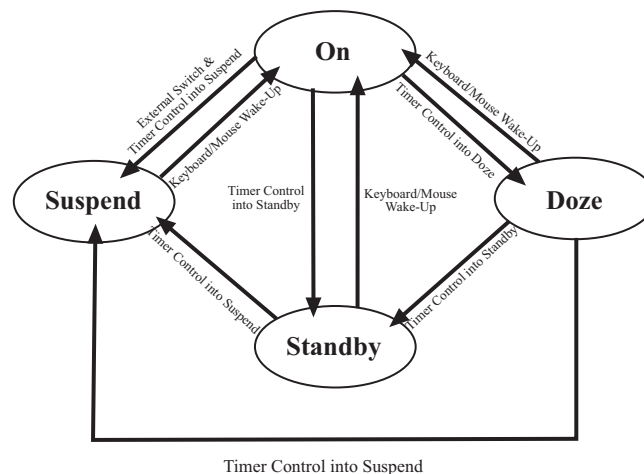 On
External Switch &
Timer Control into Suspend
Keyboard/Mouse Wake-Up
Keyboard/Mouse Wake-Up
Timer Control into Doze
Suspend
Timer Control
into Standby
Keyboard/Mouse
Wake-Up
Doze
Timer Control into Suspend
Timer Control into Standby
Standby
Timer Control into Suspend